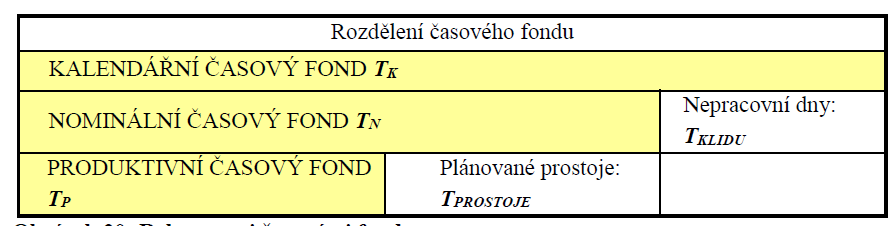 Rozdělení časového fondu
KALENDÁŘNÍ ČASOVÝ FOND TK
NOMINÁLNÍ ČASOVÝ FOND TN
Nepracovní dny:
TKLIDU
PRODUKTIVNÍ ČASOVÝ FOND
TP
Plánované prostoje:
TPROSTOJE